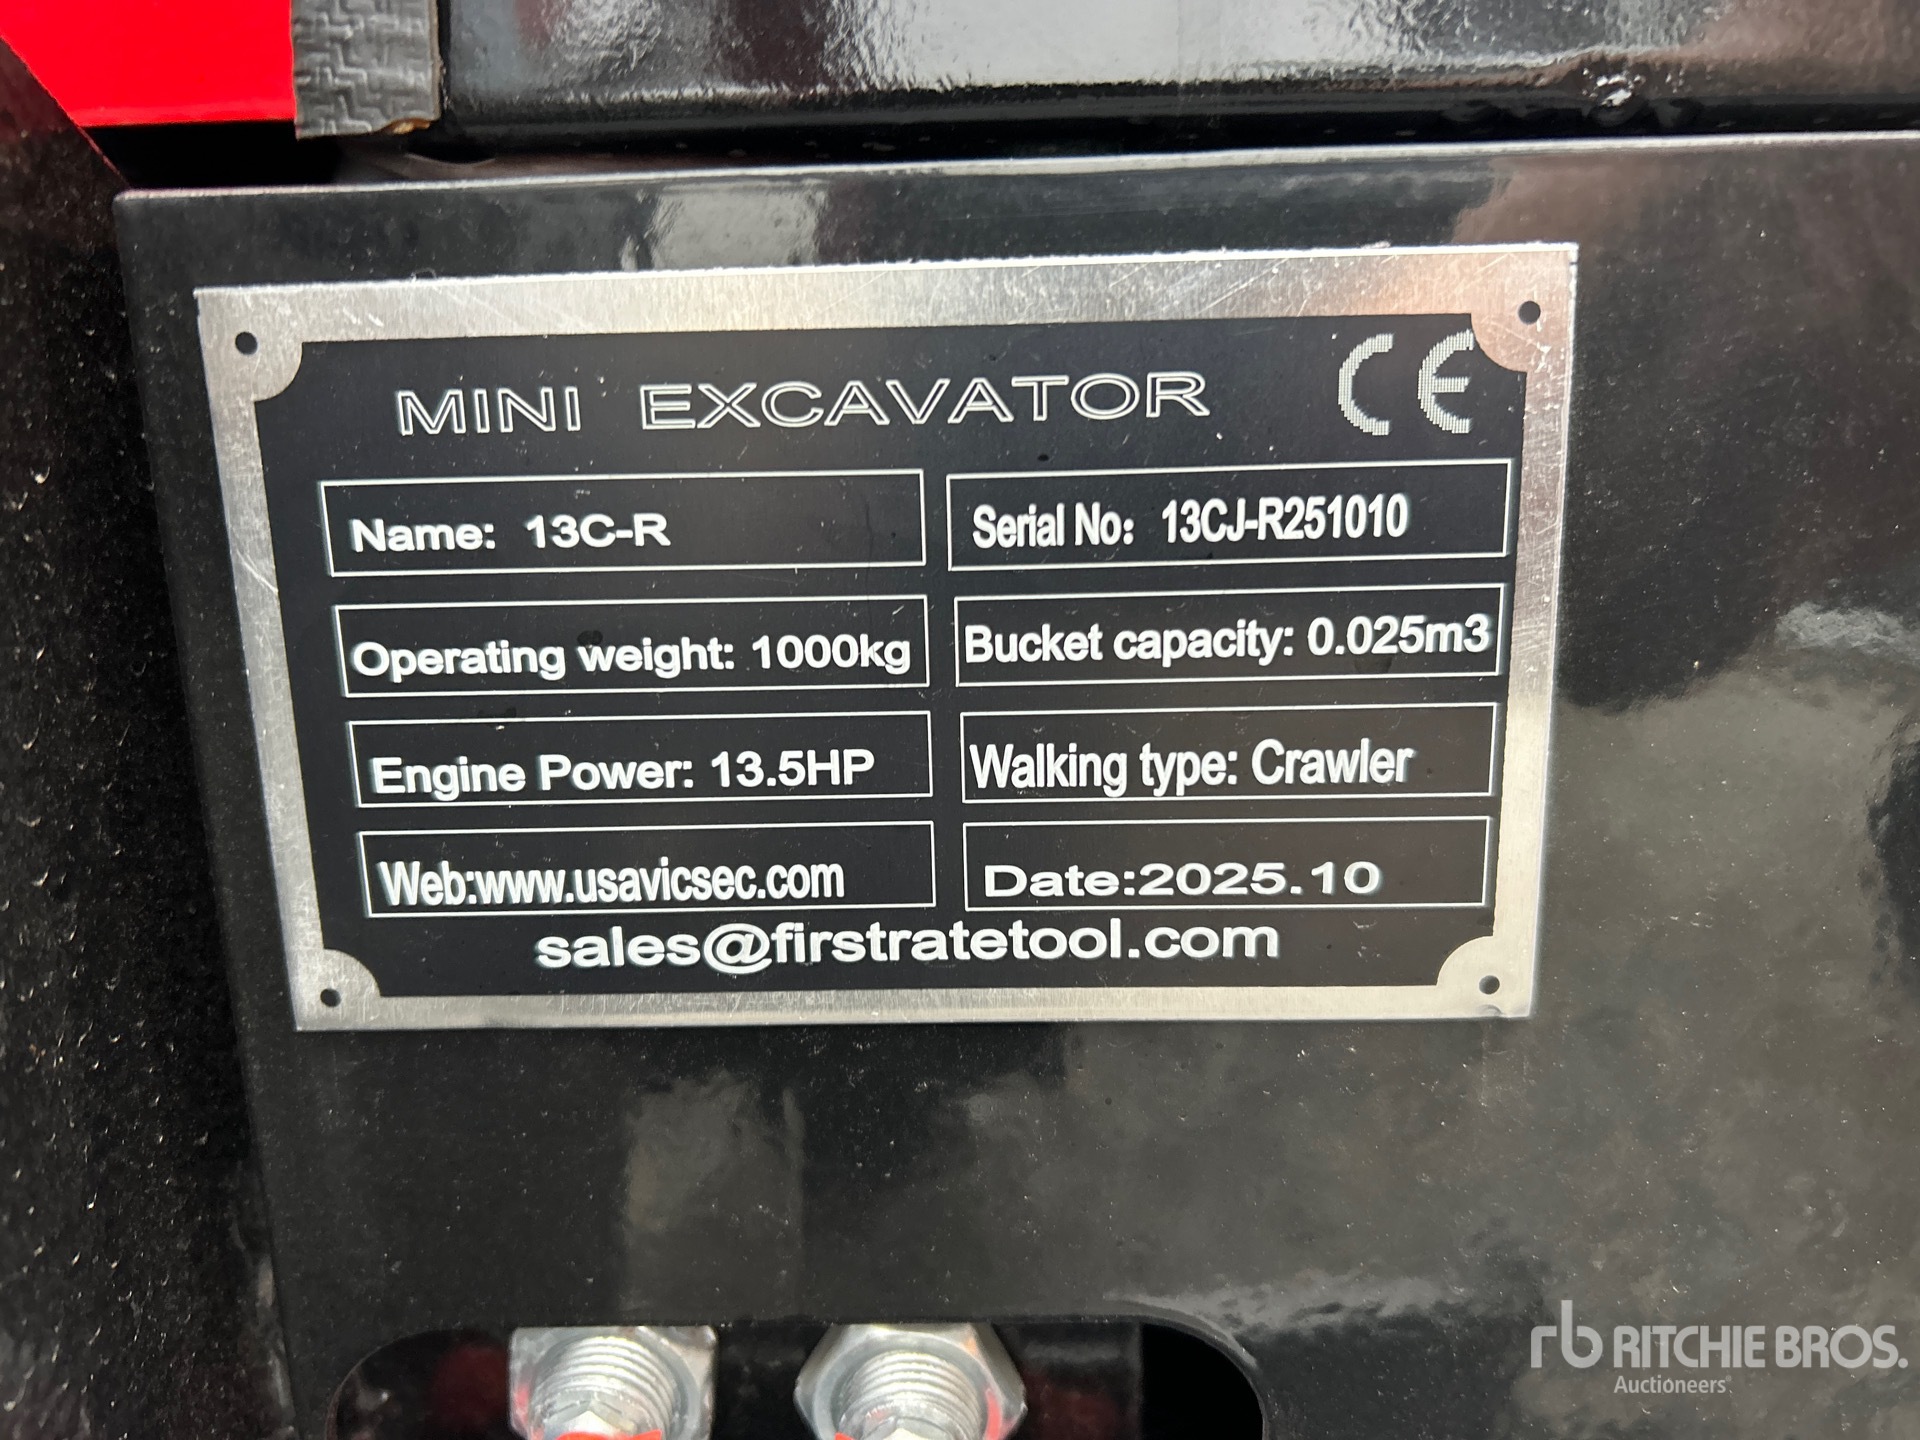 MINI EXCAVATOR CE
Name: 13C-R
Serial No: 13CJ-R251010
Operating weight: 1000kg
Bucket capacity: 0.025m3
Engine Power: 13.5HP
Walking type: Crawler
Web:www.usavicsec.com
Date:2025.10
sales@firstratetool.com
rb RITCHIE BROS.
Auctioneers